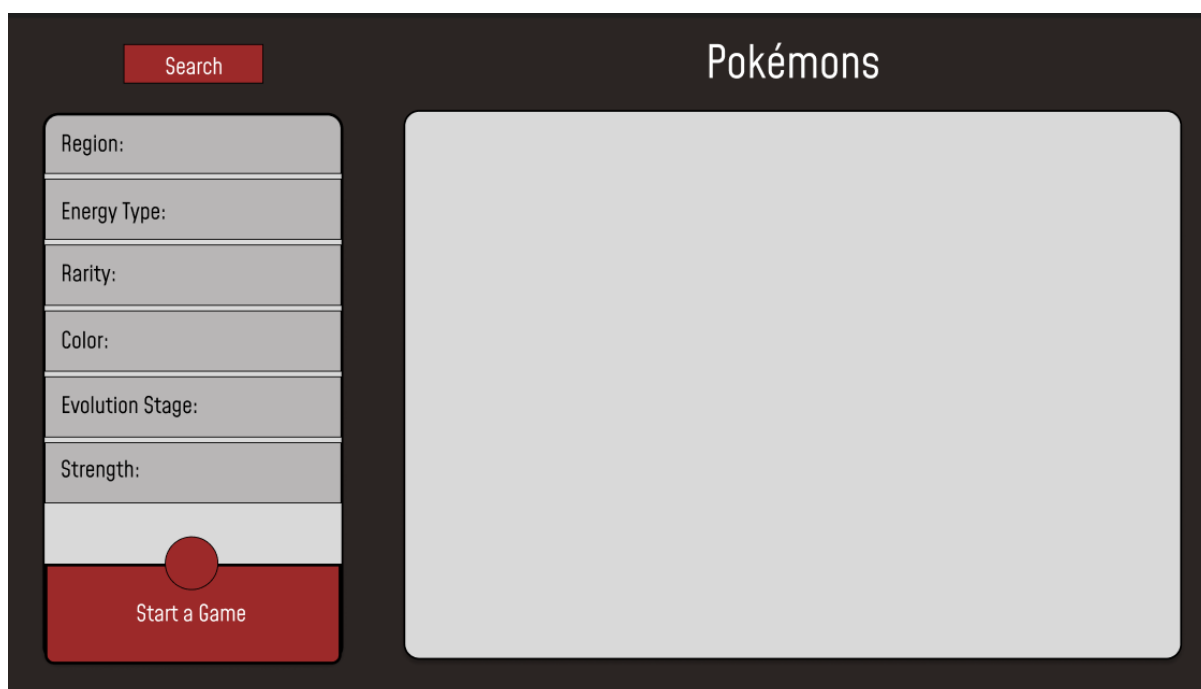 Search
Pokémons
Region:
Energy Type:
Rarity:
Color:
Evolution Stage:
Strength:
Start a Game